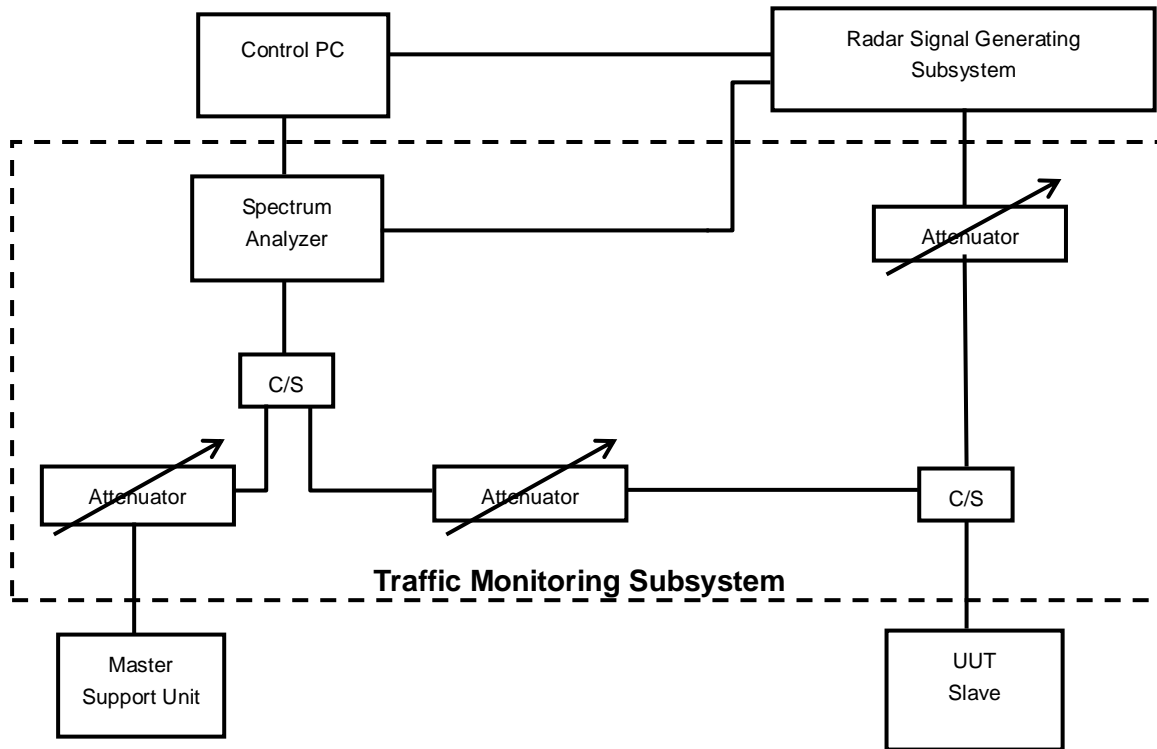 Control PC
Radar Signal Generating
Subsystem
Spectrum
Analyzer
Attenuator
C/S
Attenuator
Attenuator
C/S
Traffic Monitoring Subsystem
Master
Support Unit
UUT
Slave